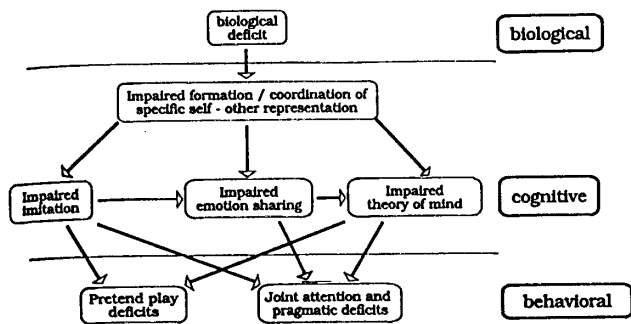 biological
deficit
biological
Impaired formation / coordination of
specific self - other representation
Impaired
imitation
Impaired
emotion sharing
Impaired
theory of mind
cognitive
Pretend play
deficits
Joint attention and
pragmatic deficits
behavioral